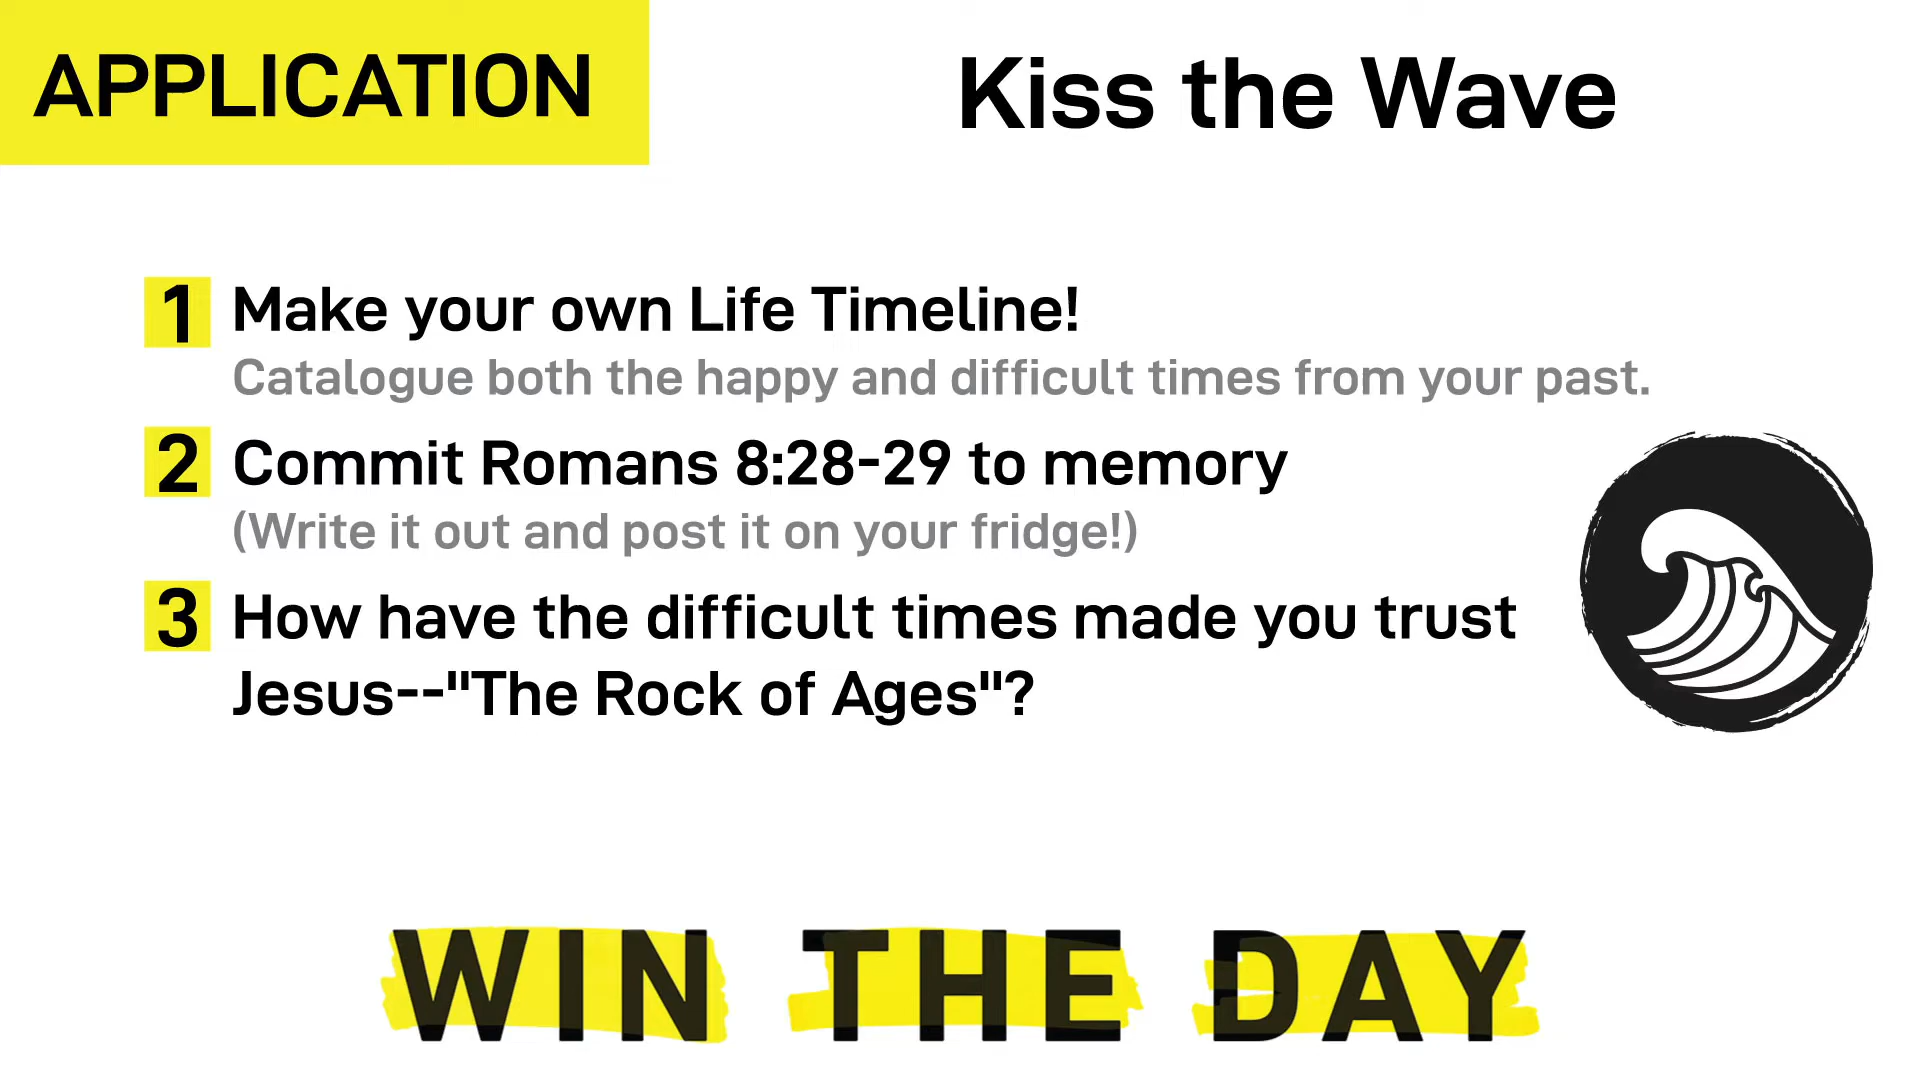 APPLICATION
Kiss the Wave
1 Make your own Life Timeline!
Catalogue both the happy and difficult times from your past.
2 Commit Romans 8:28-29 to memory
(Write it out and post it on your fridge!)
3 How have the difficult times made you trust
Jesus--"The Rock of Ages"?
WIN THE DAY